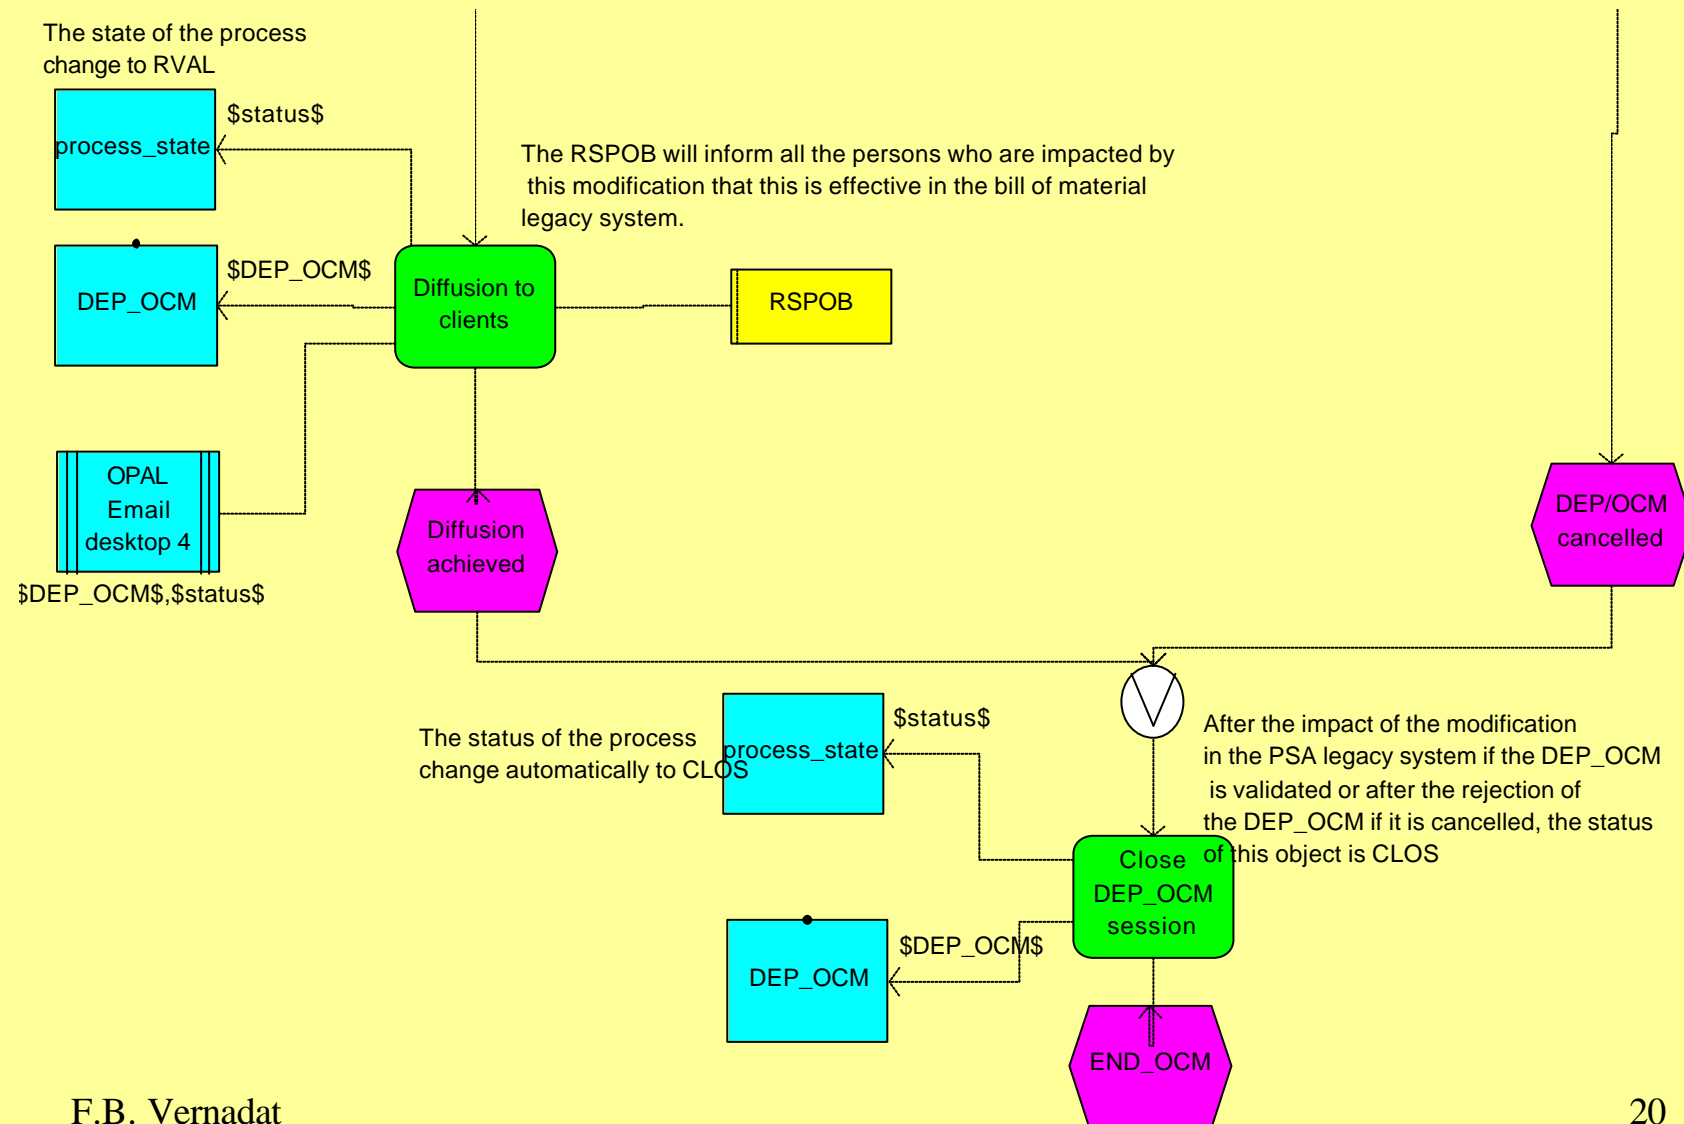 The state of the process
change to RVAL
$status$
process_state
The RSPOB will inform all the persons who are impacted by
this modification that this is effective in the bill of material
legacy system.
$DEP_OCM$
DEP_OCM
Diffusion to
clients
RSPOB
OPAL
Email
desktop 4
$DEP_OCM$,$status$
Diffusion
achieved
DEP/OCM
cancelled
The status of the process
change automatically to CLOS
process_state
$status$
After the impact of the modification
in the PSA legacy system if the DEP_OCM
is validated or after the rejection of
the DEP_OCM if it is cancelled, the status
of this object is CLOS
Close
DEP_OCM
session
$DEP_OCM$
DEP_OCM
END_OCM
F.B. Vernadat
20